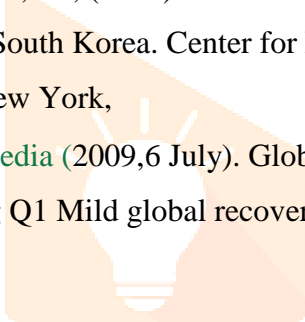 South Korea. Center for
ew York,
edia (2009,6 July). Glob
Q1 Mild global recover